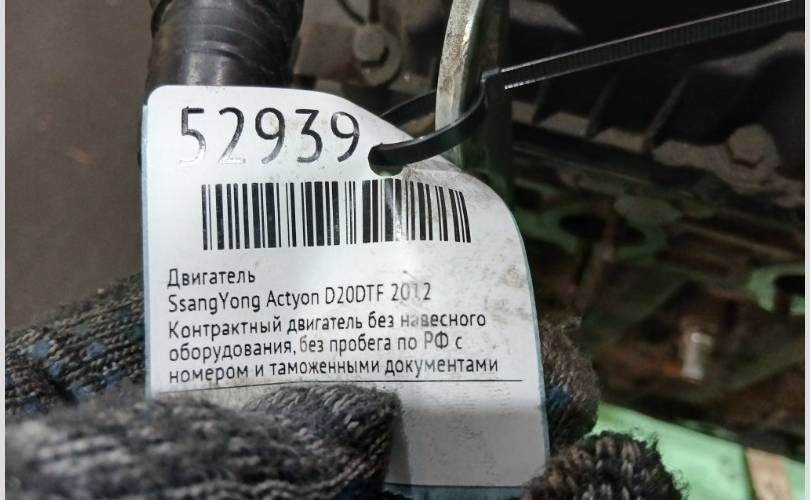 52939
Двигатель
SsangYong Actyon D20DTF 2012
Контрактный двигатель без навесного
оборудования, без пробега по РФ с
номером и таможенными документами